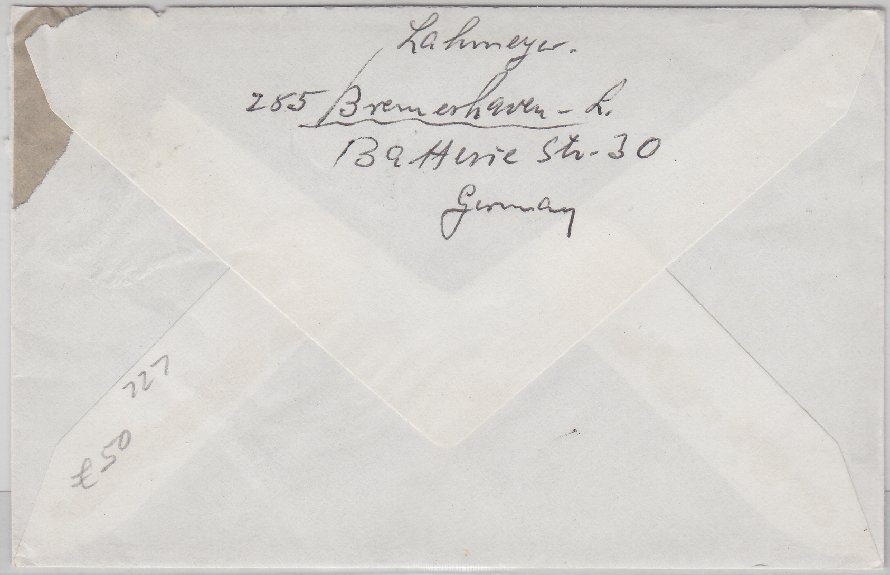 Lahmeyer.
285 Bremerhaven - L.
Batterie Str. 30
Germany
227
£50